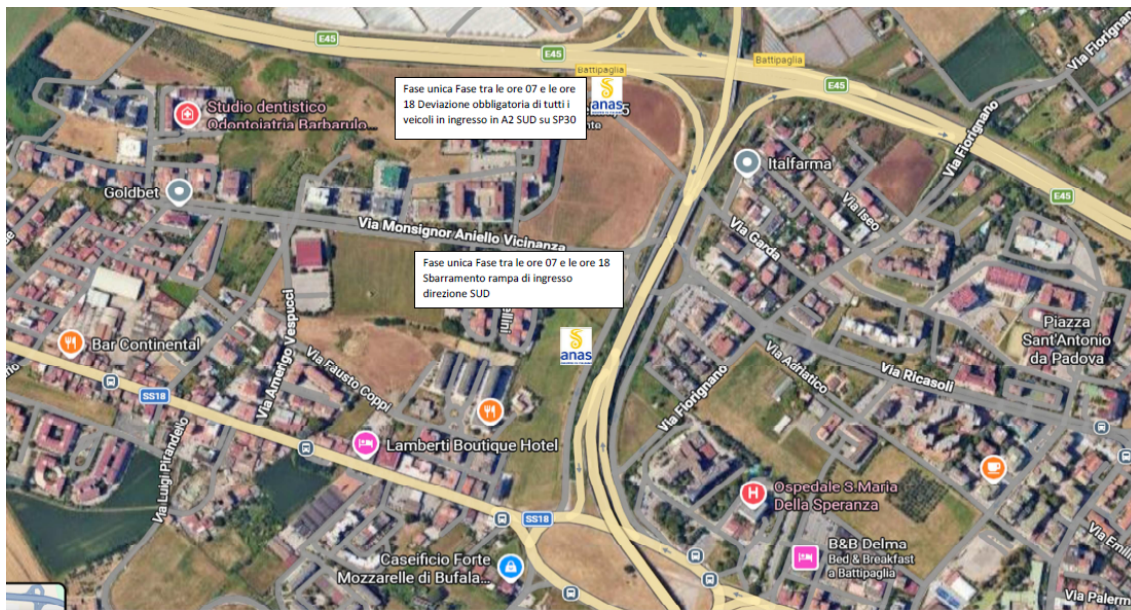 E45
E45
Battipaglia
Battipaglia
E45
E45
Via Fiorignano
Fase unica Fase tra le ore 07 e le ore
18 Deviazione obbligatoria di tutti i
veicoli in ingresso in A2 SUD su SP30
anas
Studio dentistico
Odontoiatria Barbarulo...
Goldbet
Italfarma
Via Fiorignano
Via Iseo
Via Garda
Via Monsignor Aniello Vicinanza
Fase unica Fase tra le ore 07 e le ore 18
Sbarramento rampa di ingresso
direzione SUD
anas
Bar Continental
Via Amerigo Vespucci
Via Fausto Coppi
Piazza
Sant'Antonio
da Padova
Via Adriatico
Via Ricasoli
Via Fiorignano
SS18
Via Luigi Pirandello
Lamberti Boutique Hotel
Ospedale S.Maria
Della Speranza
H
SS18
Caseificio Forte
Mozzarelle di Bufala...
B&B Delma
Bed & Breakfast
a Battipaglia
Via Emili
Via Palerm